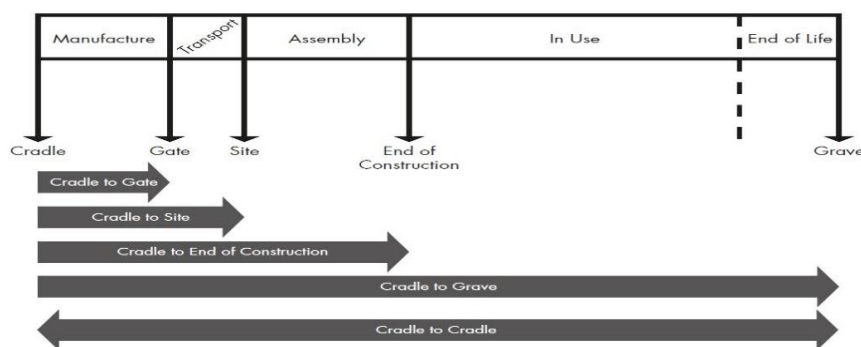 Manufacture
Transport
Assembly
In Use
End of Life
Cradle
Gate
Site
End of
Construction
Grave
Cradle to Gate
Cradle to Site
Cradle to End of Construction
Cradle to Grave
Cradle to Cradle